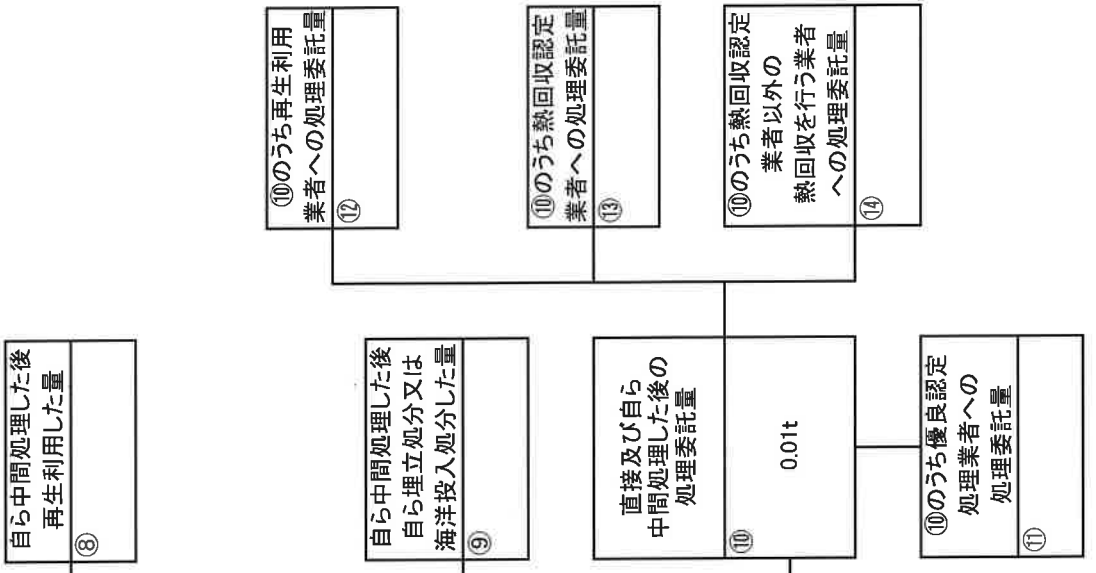 自ら中間処理した後
再生利用した量
⑧
自ら中間処理した後
自ら埋立処分又は
海洋投入処分した量
⑨
直接及び自ら
中間処理した後の
処理委託量
⑩
0.01t
⑩のうち優良認定
処理業者への
処理委託量
⑪
⑩のうち再生利用
業者への処理委託量
⑫
⑩のうち熱回収認定
業者への処理委託量
⑬
⑩のうち熱回収認定
業者以外の
熱回収を行う業者
への処理委託量
⑭